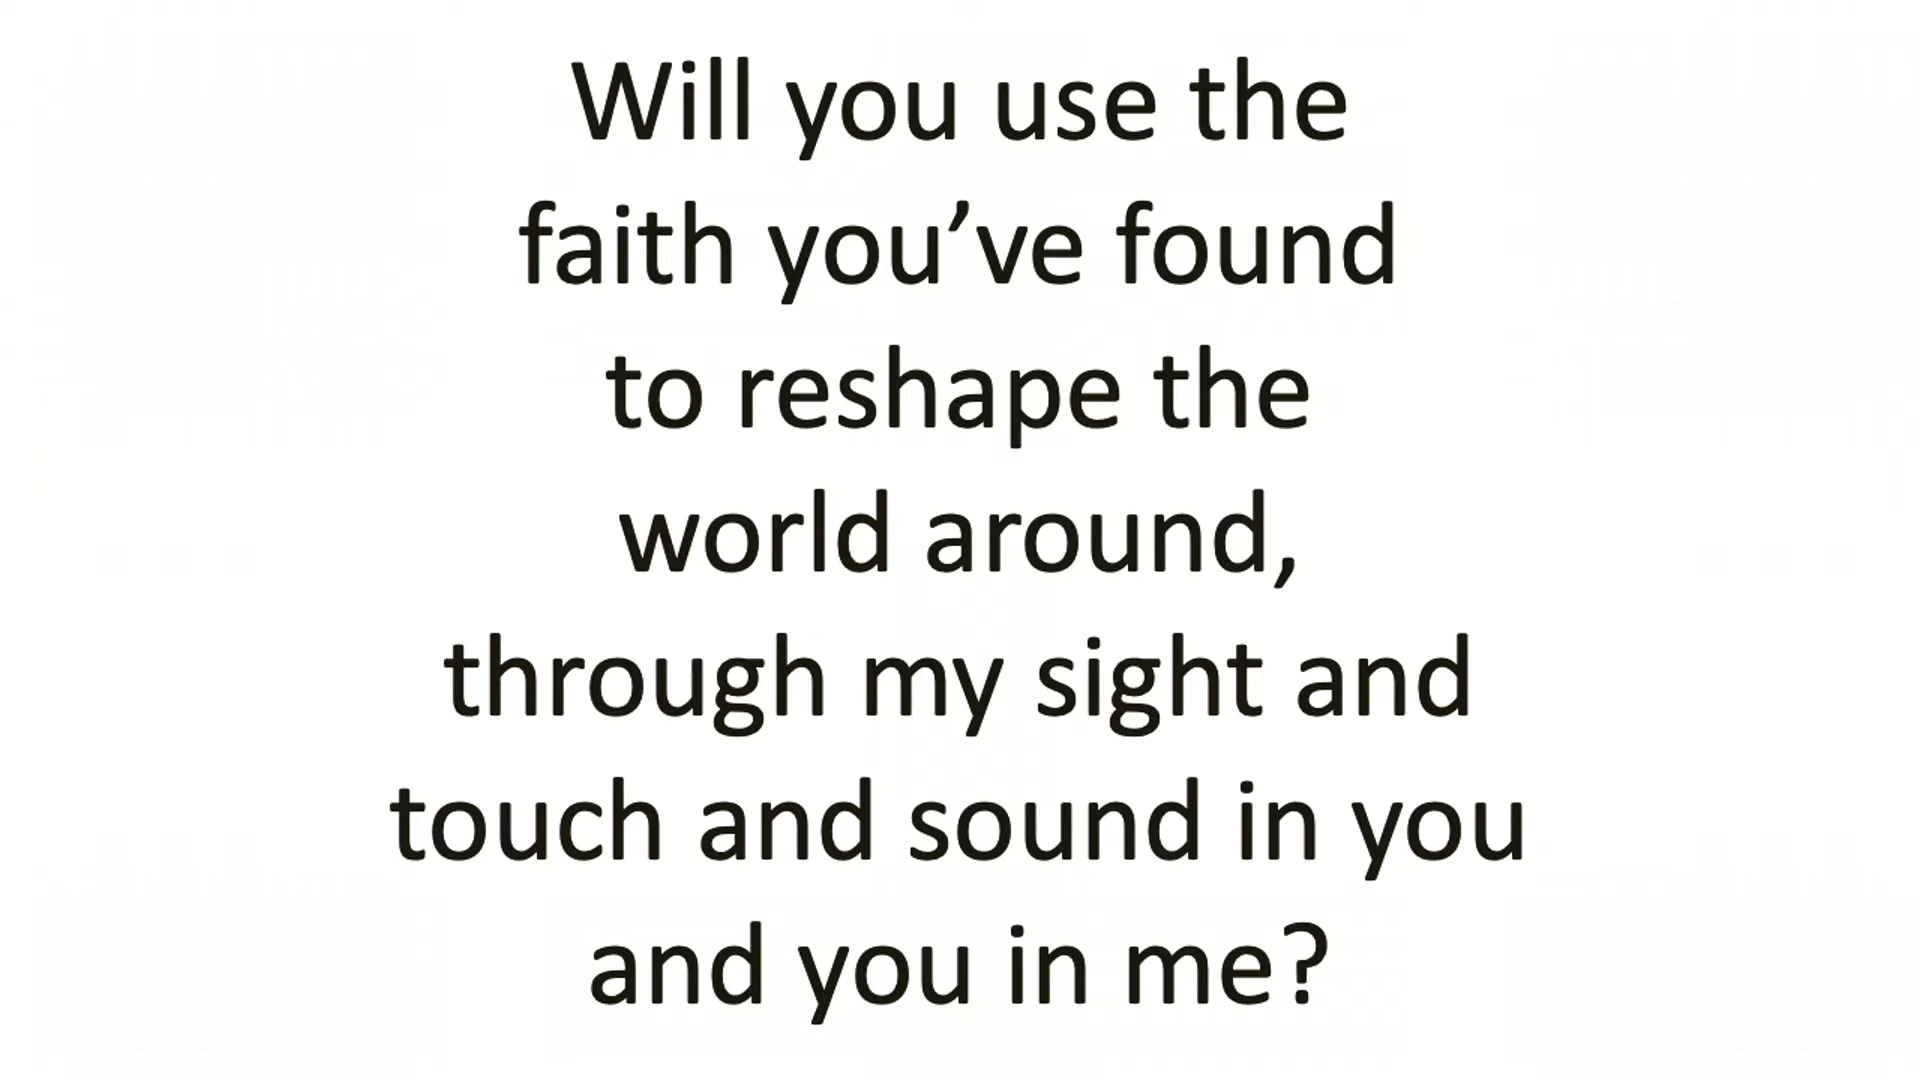 Will you use the
faith you’ve found
to reshape the
world around,
through my sight and
touch and sound in you
and you in me?